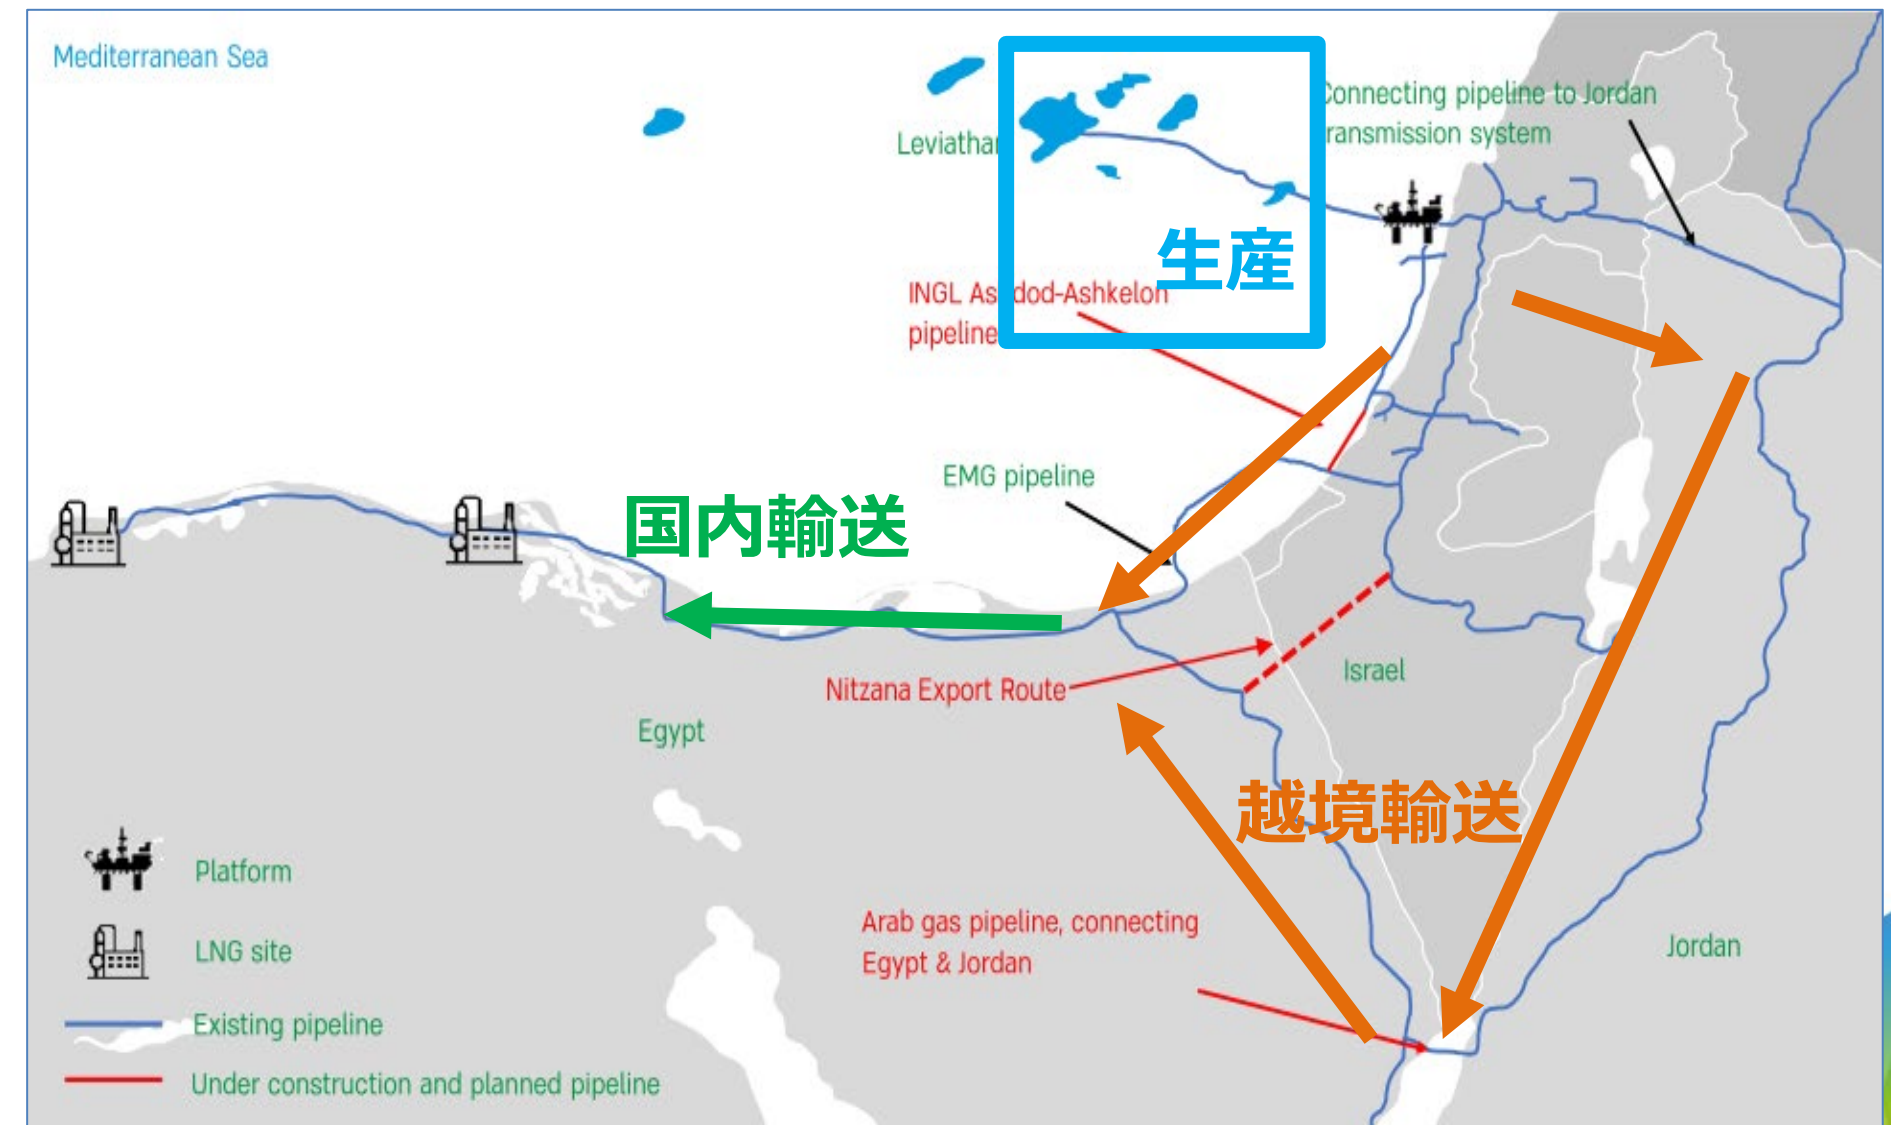 Mediterranean Sea
Connecting pipeline to Jordan
transmission system
Leviathan
生産
INGL Ashdod-Ashkelon
pipeline
EMG pipeline
国内輸送
Nitzana Export Route
Israel
Egypt
越境輸送
Arab gas pipeline, connecting
Egypt & Jordan
Jordan
Platform
LNG site
Existing pipeline
Under construction and planned pipeline